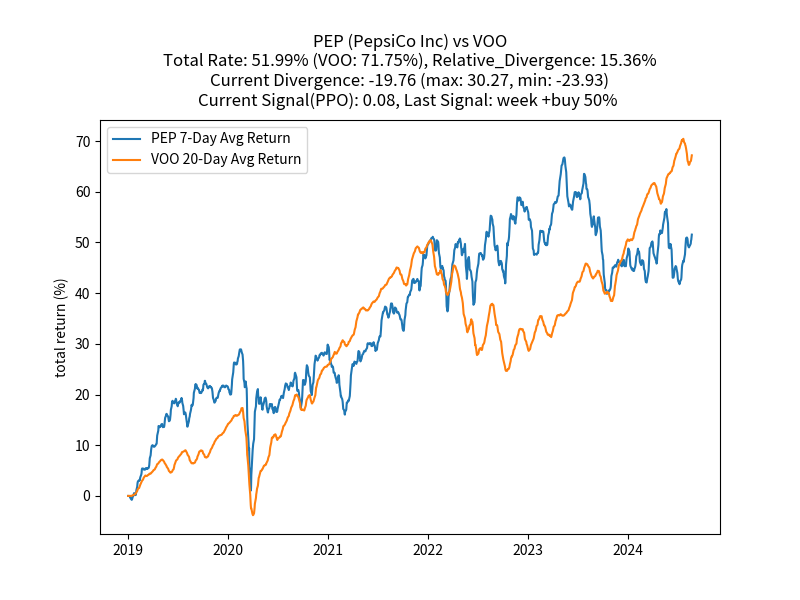 PEP (PepsiCo Inc) vs VOO
Total Rate: 51.99% (VOO: 71.75%), Relative_Divergence: 15.36%
Current Divergence: -19.76 (max: 30.27, min: -23.93)
Current Signal(PPO): 0.08, Last Signal: week +buy 50%
PEP 7-Day Avg Return
VOO 20-Day Avg Return
total return (%)
70
60
50
40
30
20
10
0
2019 2020 2021 2022 2023 2024